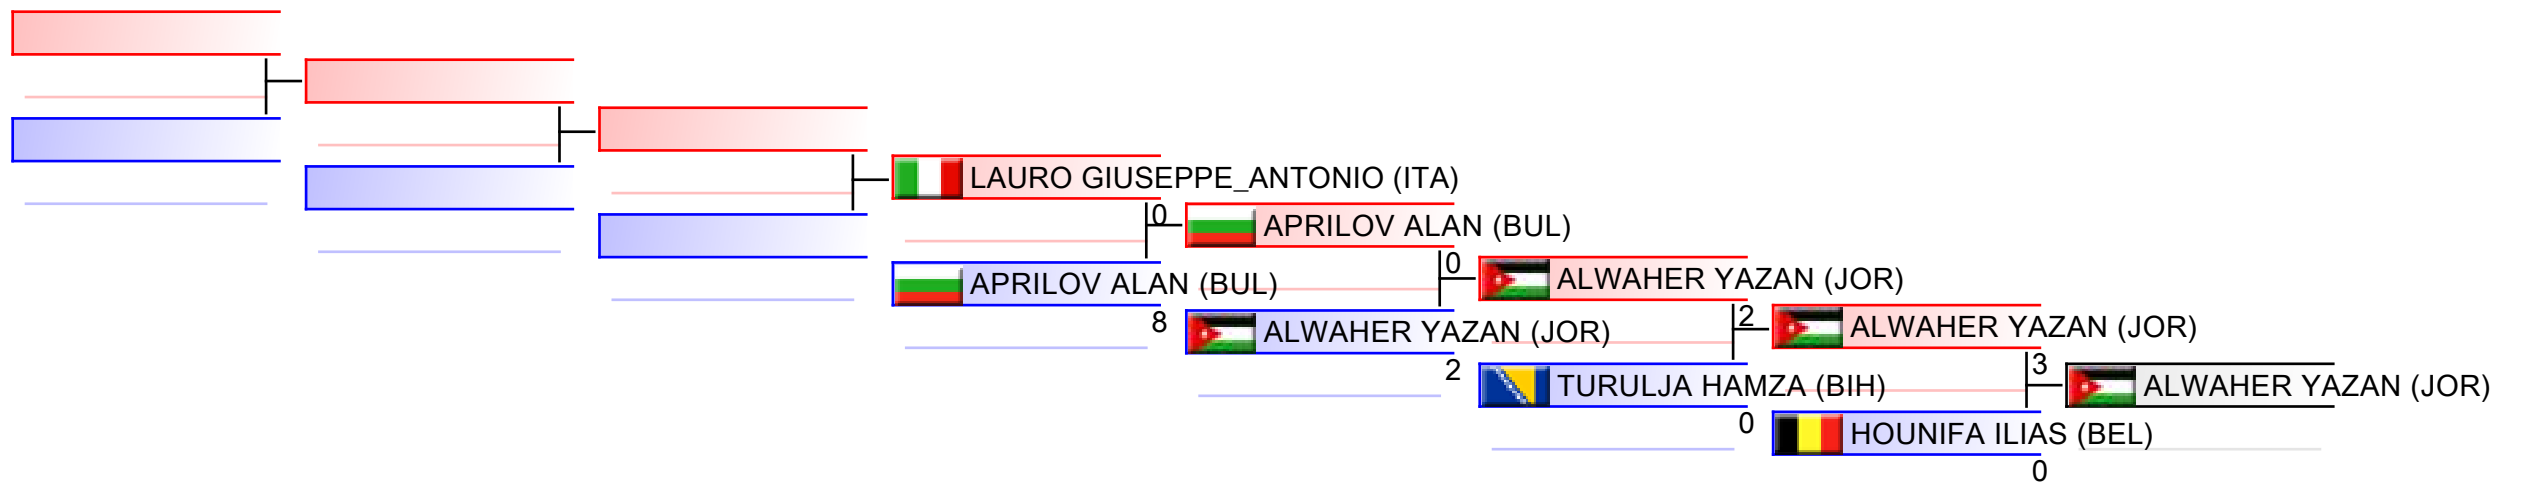 LAURO GIUSEPPE_ANTONIO (ITA)
0
APRILOV ALAN (BUL)
8
APRILOV ALAN (BUL)
0
ALWAHER YAZAN (JOR)
2
ALWAHER YAZAN (JOR)
2
TURULJA HAMZA (BIH)
0
ALWAHER YAZAN (JOR)
3
HOUNIFA ILIAS (BEL)
0
ALWAHER YAZAN (JOR)